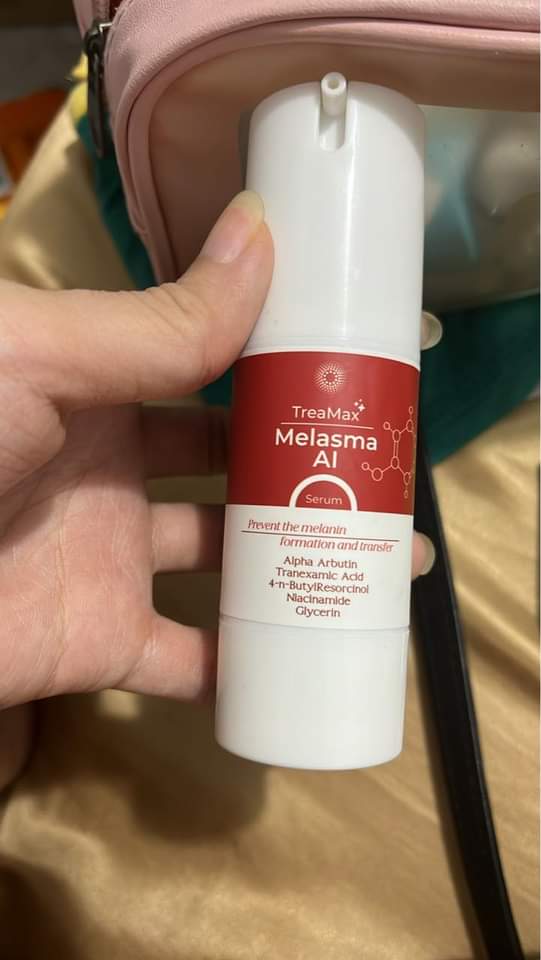 TreaMax
Melasma
AI
Serum
Prevent the melanin
formation and transfer
Alpha Arbutin
Tranexamic Acid
4-n-ButylResorcinol
Niacinamide
Glycerin